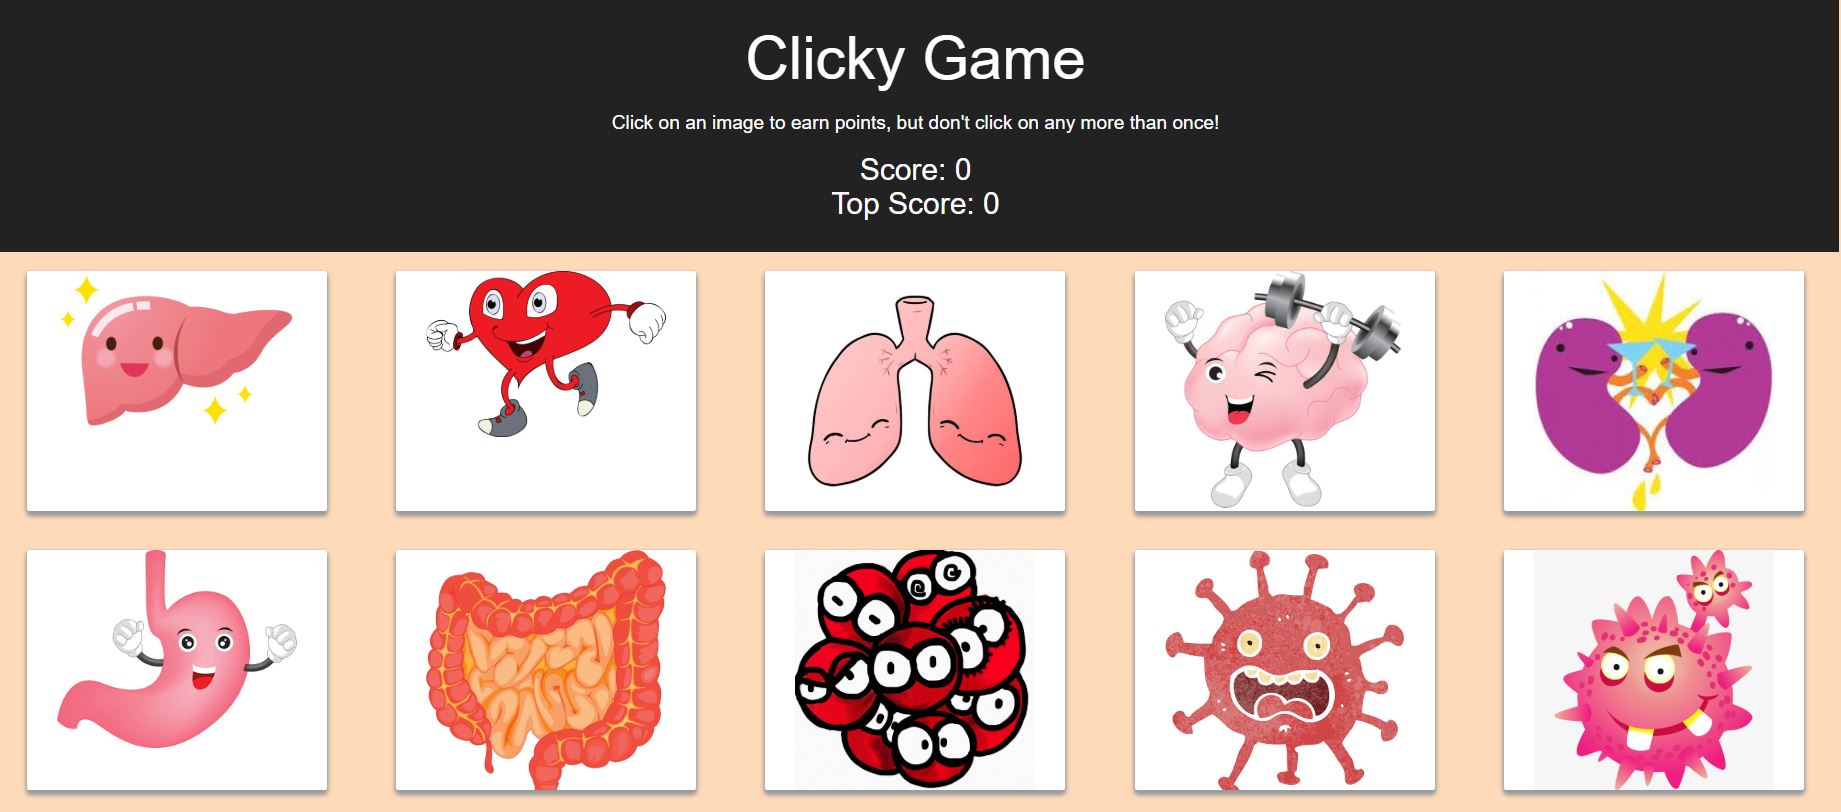 Clicky Game
Click on an image to earn points, but don't click on any more than once!
Score: 0
Top Score: 0